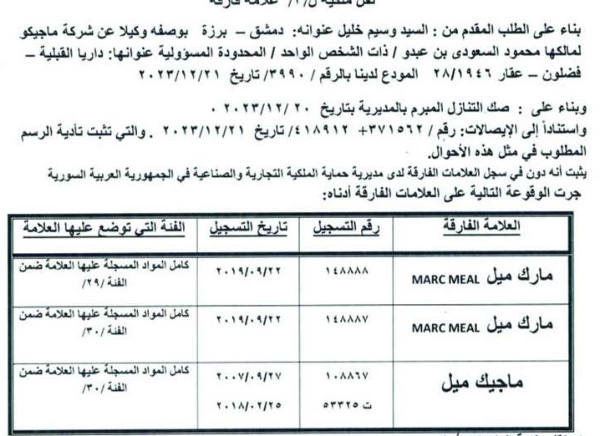 نقل ملكية ل/٣/ علامة فارقة
بناء على الطلب المقدم من : السيد وسيم خليل عنوانه: دمشق – برزة بوصفه وكيلا عن شركة ماجيكو
لمالكها محمود السعودى بن عبدو / ذات الشخص الواحد / المحدودة المسؤولية عنوانها: داريا القبلية –
فضلون – عقار ٢٨/١٩٤٦ المودع لدينا بالرقم / ٣٩٩٠/ تاريخ ٢٠٢٣/١٢/٢١
وبناء على : صك التنازل المبرم بالمديرية بتاريخ ٢٠٢٣/١٢/٢٠ .
واستناداً إلى الإيصالات: رقم /٣٧١٥٦٢+ ٤١٨٩١٢/ تاريخ ٢٠٢٣/١٢/٢١ . والتي تثبت تأدية الرسم
المطلوب في مثل هذه الأحوال.
يثبت أنه دون في سجل العلامات الفارقة لدى مديرية حماية الملكية التجارية والصناعية في الجمهورية العربية السورية
جرت الوقوعة التالية على العلامات الفارقة أدناه:
العلامة الفارقة رقم التسجيل تاريخ التسجيل الفئة التي توضع عليها العلامة
مارك ميل MARC MEAL ١٤٨٨٨٨ ٢٠١٩/٠٩/٢٢ كامل المواد المسجلة عليها العلامة ضمن
الفئة /٢٩/
مارك ميل MARC MEAL ١٤٨٨٨٧ ٢٠١٩/٠٩/٢٢ كامل المواد المسجلة عليها العلامة ضمن
الفئة /٣٠/
ماجيك ميل ١٠٨٨٦٧ ٢٠٠٧/٠٩/٢٧ كامل المواد المسجلة عليها العلامة ضمن
ت ٥٣٣٢٥ ٢٠١٨/٠٢/٢٥ الفئة /٣٠/